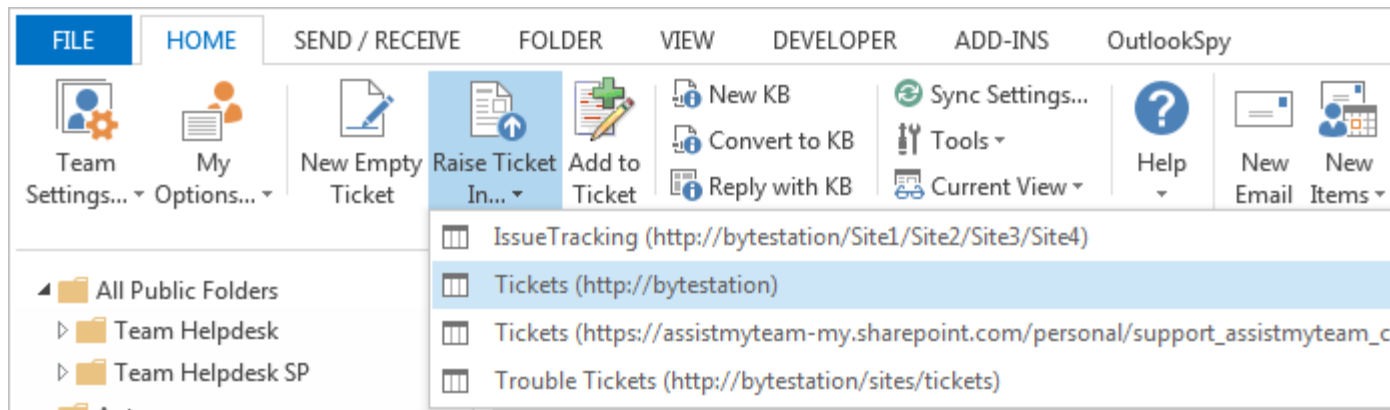 FILE HOME SEND / RECEIVE FOLDER VIEW DEVELOPER ADD-INS OutlookSpy
Team
Settings...
My
Options...
New Empty
Ticket
Raise Ticket
In...
Add to
Ticket
New KB
Convert to KB
Reply with KB
Sync Settings...
Tools
Current View
Help
New
Email
New
Items
IssueTracking (http://bytestation/Site1/Site2/Site3/Site4)
Tickets (http://bytestation)
Tickets (https://assistmyteam-my.sharepoint.com/personal/support_assistmyteam_c
Trouble Tickets (http://bytestation/sites/tickets)
All Public Folders
Team Helpdesk
Team Helpdesk SP